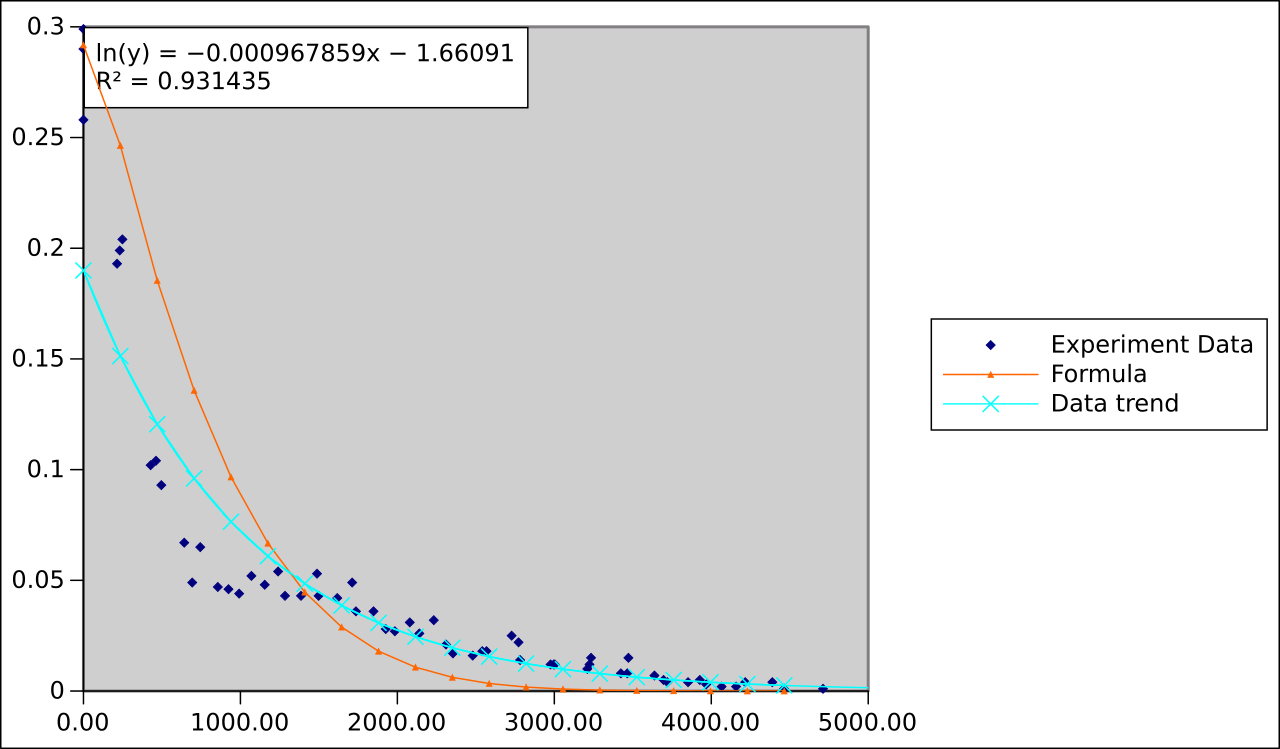 0.3
ln(y) = −0.000967859x − 1.66091
R² = 0.931435
0.25
0.2
0.15
0.1
0.05
0
0.00 1000.00 2000.00 3000.00 4000.00 5000.00
Experiment Data
Formula
Data trend